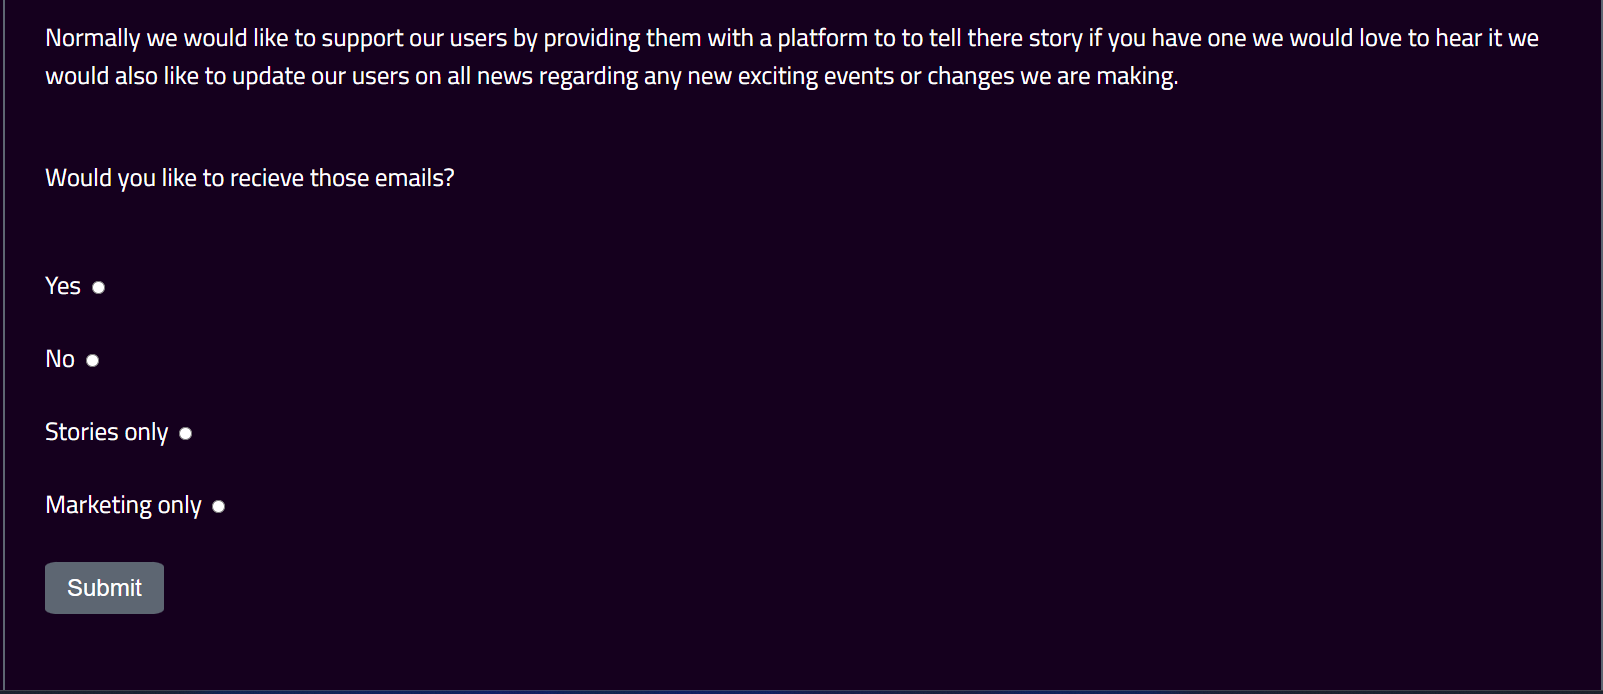 Normally we would like to support our users by providing them with a platform to to tell there story if you have one we would love to hear it we
would also like to update our users on all news regarding any new exciting events or changes we are making.
Would you like to recieve those emails?
Yes
No
Stories only
Marketing only
Submit